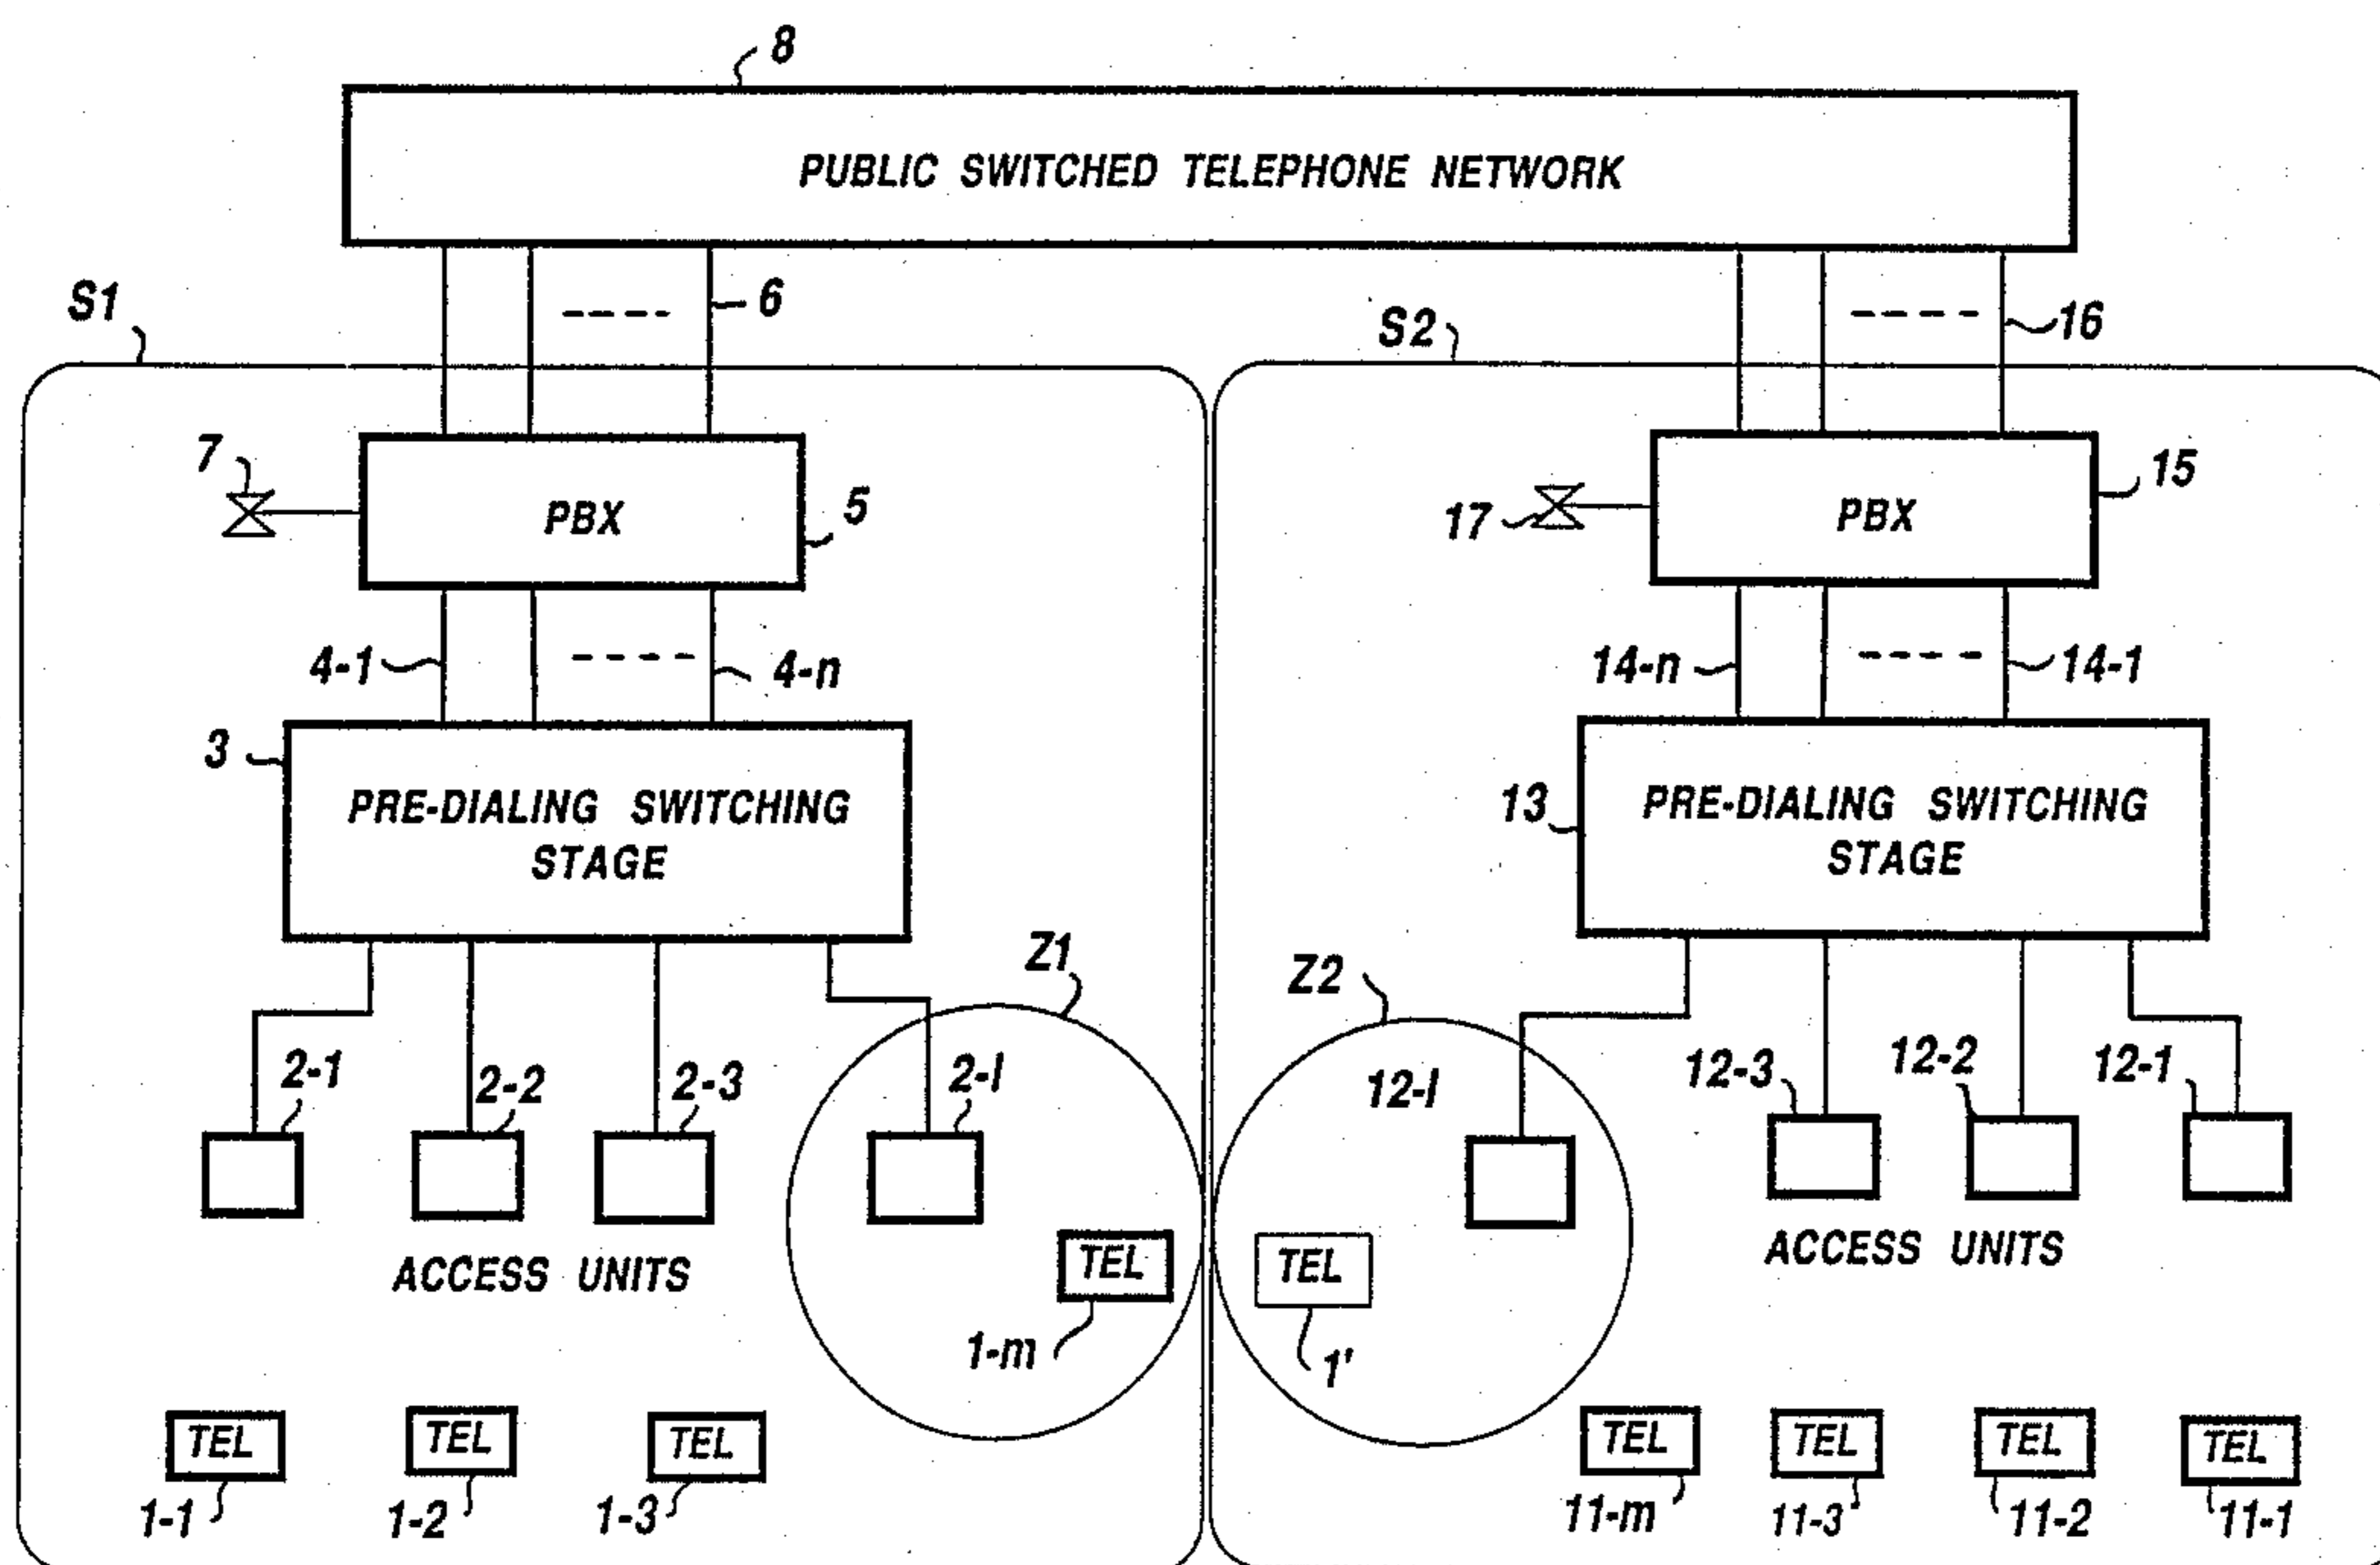 8
PUBLIC SWITCHED TELEPHONE NETWORK
S1
6
S2
16
7
PBX
5
17
PBX
15
4-1
4-n
14-n
14-1
3
PRE-DIALING SWITCHING
STAGE
13
PRE-DIALING SWITCHING
STAGE
Z1
Z2
2-1
2-2
2-3
2-l
12-l
12-3
12-2
12-1
ACCESS UNITS
TEL
1-m
TEL
1'
ACCESS UNITS
TEL
TEL
TEL
TEL
TEL
TEL
TEL
1-1
1-2
1-3
11-m
11-3
11-2
11-1